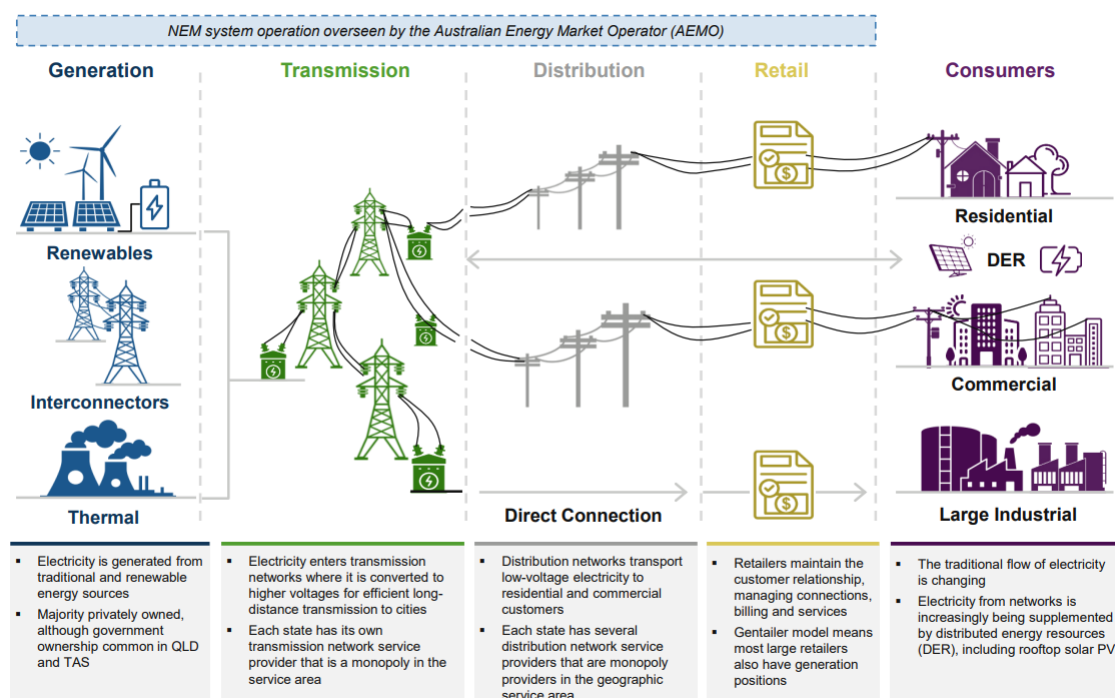 NEM system operation overseen by the Australian Energy Market Operator (AEMO)
Generation
Transmission
Distribution
Retail
Consumers
Renewables
Interconnectors
Thermal
Direct Connection
Residential
DER
Commercial
Large Industrial
▪ Electricity is generated from
traditional and renewable
energy sources
▪ Majority privately owned,
although government
ownership common in QLD
and TAS
▪ Electricity enters transmission
networks where it is converted to
higher voltages for efficient long-
distance transmission to cities
▪ Each state has its own
transmission network service
provider that is a monopoly in the
service area
▪ Distribution networks transport
low-voltage electricity to
residential and commercial
customers
▪ Each state has several
distribution network service
providers that are monopoly
providers in the geographic
service area
▪ Retailers maintain the
customer relationship,
managing connections,
billing and services
▪ Gentailer model means
most large retailers
also have generation
positions
▪ The traditional flow of electricity
is changing
▪ Electricity from networks is
increasingly being supplemented
by distributed energy resources
(DER), including rooftop solar PV